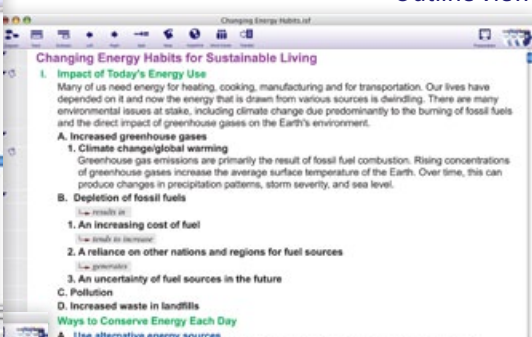 Outline View
Changing Energy Habits.isf
Changing Energy Habits for Sustainable Living
I. Impact of Today's Energy Use
Many of us need energy for heating, cooking, manufacturing and for transportation. Our lives have
depended on it and now the energy that is drawn from various sources is dwindling. There are many
environmental issues at stake, including climate change due predominantly to the burning of fossil fuels
and the direct impact of greenhouse gases on the Earth's environment.
A. Increased greenhouse gases
1. Climate change/global warming
Greenhouse gas emissions are primarily the result of fossil fuel combustion. Rising concentrations
of greenhouse gases increase the average surface temperature of the Earth. Over time, this can
produce changes in precipitation patterns, storm severity, and sea level.
B. Depletion of fossil fuels
results in
1. An increasing cost of fuel
tends to increase
2. A reliance on other nations and regions for fuel sources
generates
3. An uncertainty of fuel sources in the future
C. Pollution
D. Increased waste in landfills
Ways to Conserve Energy Each Day
A. Use alternative energy sources